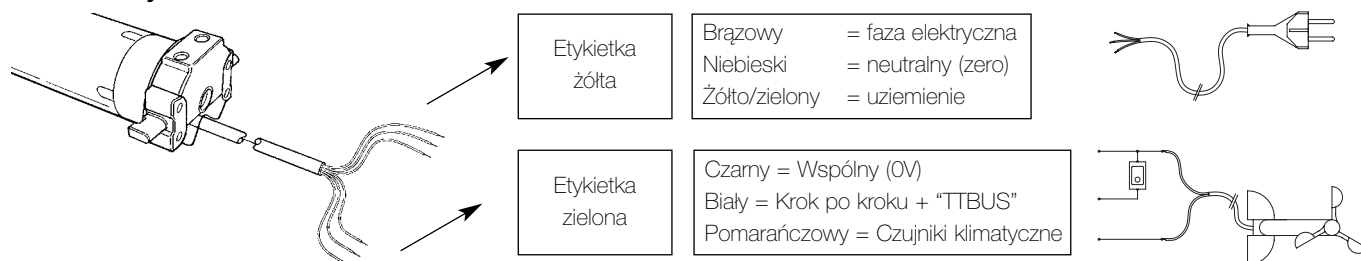 Etykietka
żółta
Brązowy = faza elektryczna
Niebieski = neutralny (zero)
Żółto/zielony = uziemienie
Etykietka
zielona
Czarny = Wspólny (0V)
Biały = Krok po kroku + “TTBUS”
Pomarańczowy = Czujniki klimatyczne